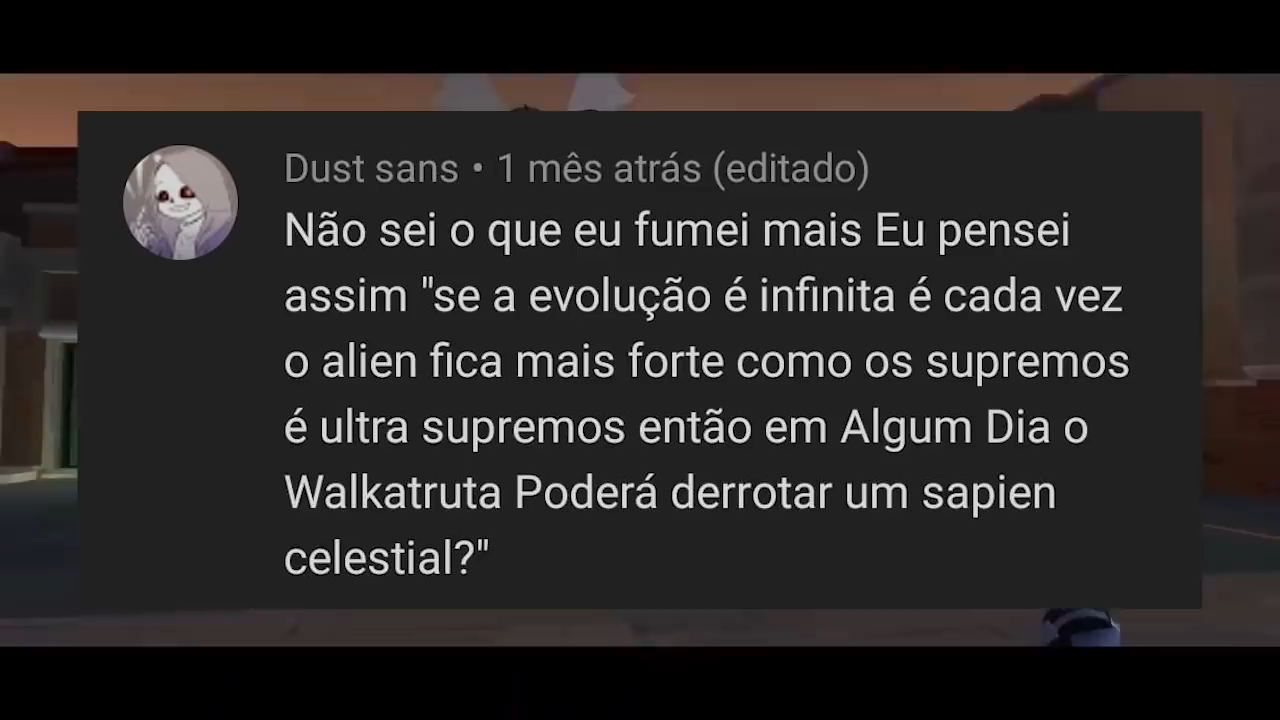 Dust sans • 1 mês atrás (editado)
Não sei o que eu fumei mais Eu pensei
assim "se a evolução é infinita é cada vez
o alien fica mais forte como os supremos
é ultra supremos então em Algum Dia o
Walkatruta Poderá derrotar um sapien
celestial?"